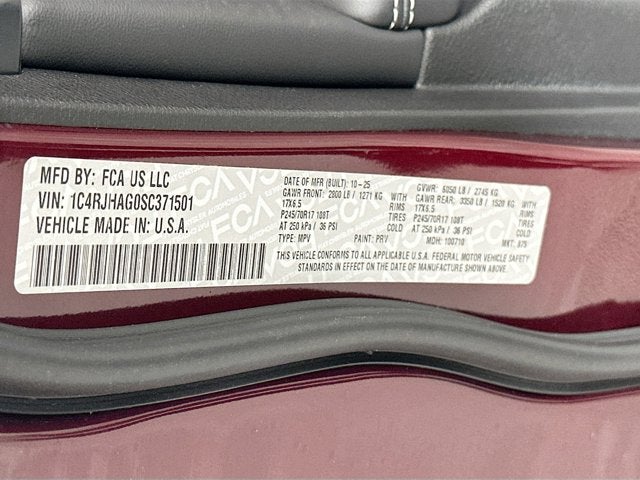 MFD BY: FCA US LLC
VIN: 1C4RJHAG0SC371501
VEHICLE MADE IN: U.S.A.
DATE OF MFR (BUILT): 10-25
GVWR: 6050 LB / 2745 KG
GAWR FRONT: 2800 LB / 1271 KG WITH TIRES
GAWR REAR: 3350 LB / 1520 KG WITH TIRES
17X6.5 RIMS
17X6.5 RIMS
P245/70R17 108T
P245/70R17 108T
AT 250 kPa / 36 PSI COLD
AT 250 kPa / 36 PSI COLD
TYPE: MPV
PAINT: PRV
MDH: 100710
MKT: 875
THIS VEHICLE CONFORMS TO ALL APPLICABLE U.S.A. FEDERAL MOTOR VEHICLE SAFETY
STANDARDS IN EFFECT ON THE DATE OF MANUFACTURE SHOWN ABOVE.